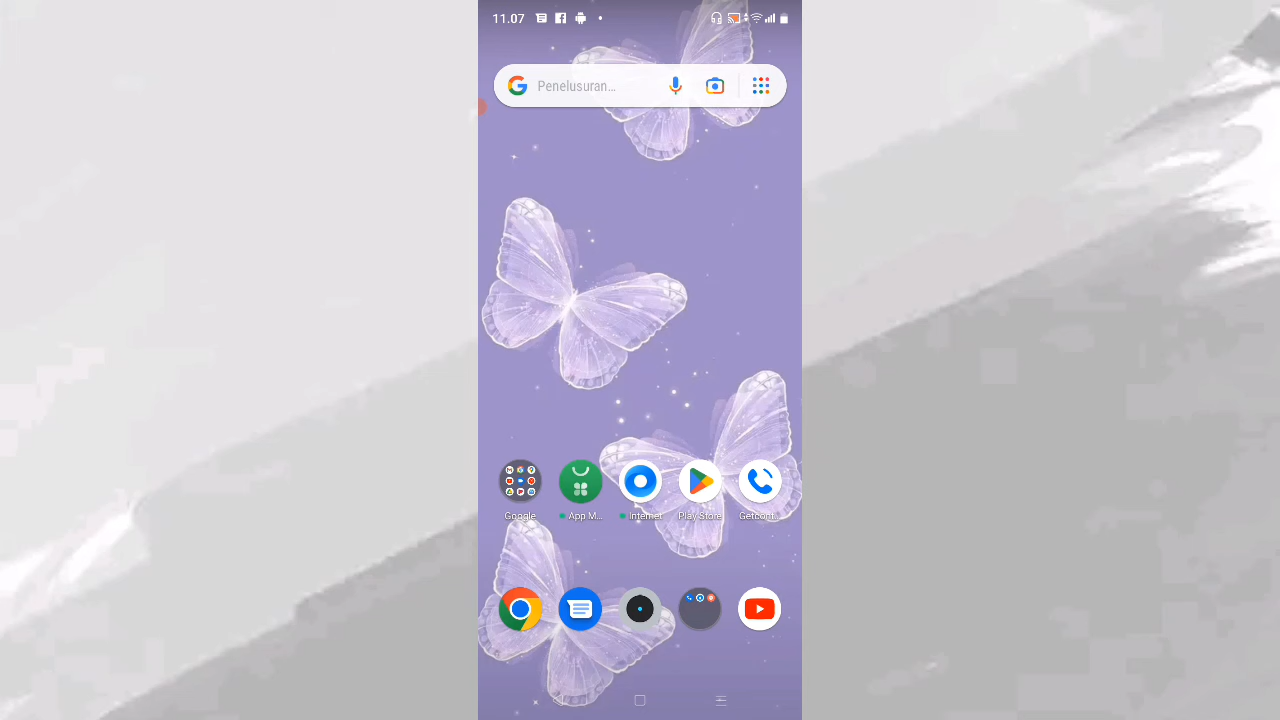 11.07
Penelusuran...
Google
App M...
Internet
Play Store
Getcont...